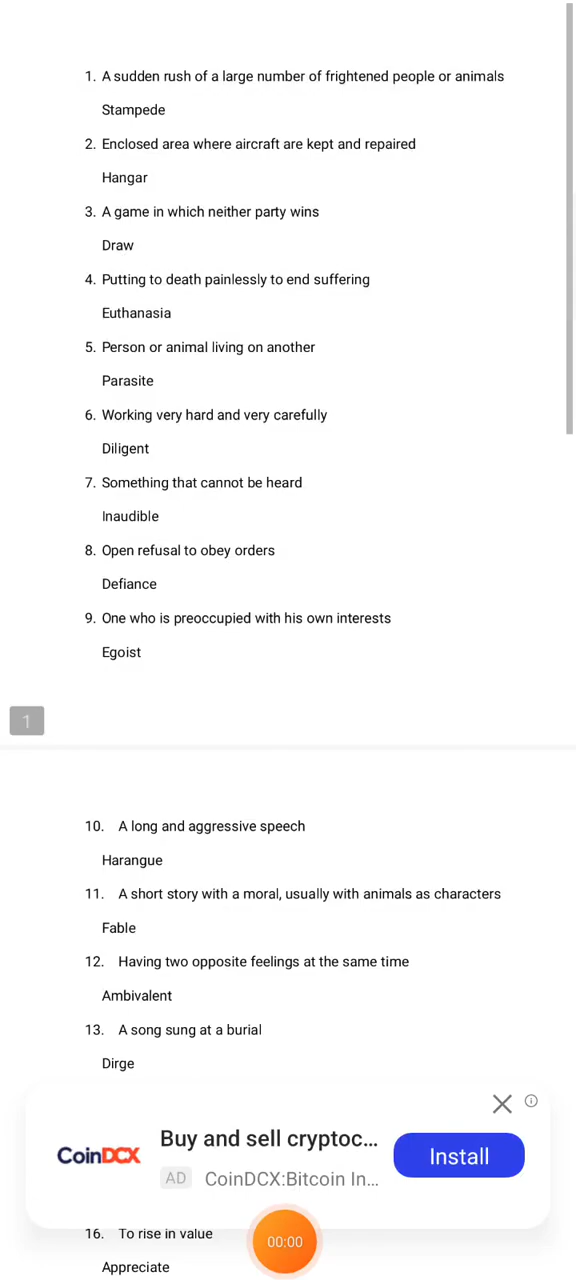 1. A sudden rush of a large number of frightened people or animals
Stampede
2. Enclosed area where aircraft are kept and repaired
Hangar
3. A game in which neither party wins
Draw
4. Putting to death painlessly to end suffering
Euthanasia
5. Person or animal living on another
Parasite
6. Working very hard and very carefully
Diligent
7. Something that cannot be heard
Inaudible
8. Open refusal to obey orders
Defiance
9. One who is preoccupied with his own interests
Egoist
1
10. A long and aggressive speech
Harangue
11. A short story with a moral, usually with animals as characters
Fable
12. Having two opposite feelings at the same time
Ambivalent
13. A song sung at a burial
Dirge
CoinDCX
Buy and sell cryptoc...
AD CoinDCX:Bitcoin In...
Install
16. To rise in value
00:00
Appreciate